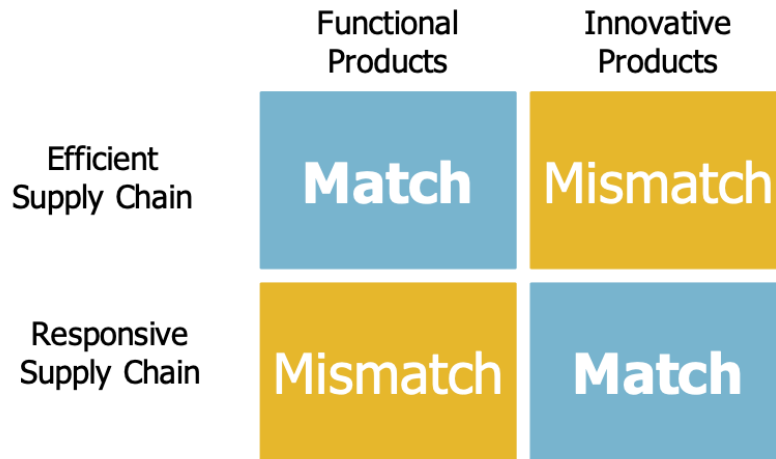 Functional
Products
Innovative
Products
Efficient
Supply Chain
Match
Mismatch
Responsive
Supply Chain
Mismatch
Match